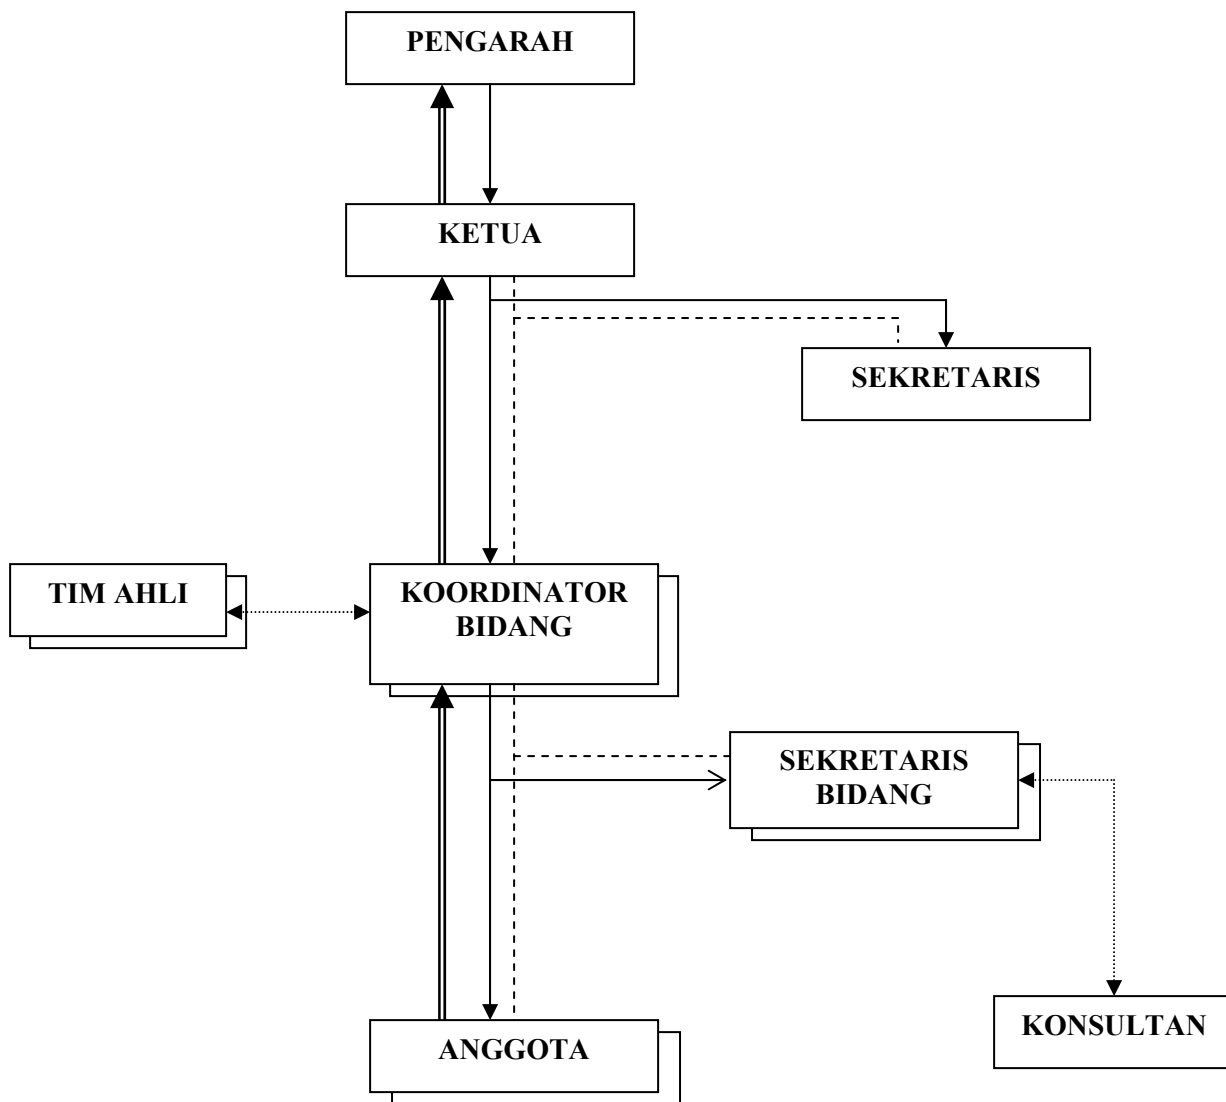 PENGARAH
KETUA
SEKRETARIS
TIM AHLI
KOORDINATOR
BIDANG
SEKRETARIS
BIDANG
KONSULTAN
ANGGOTA